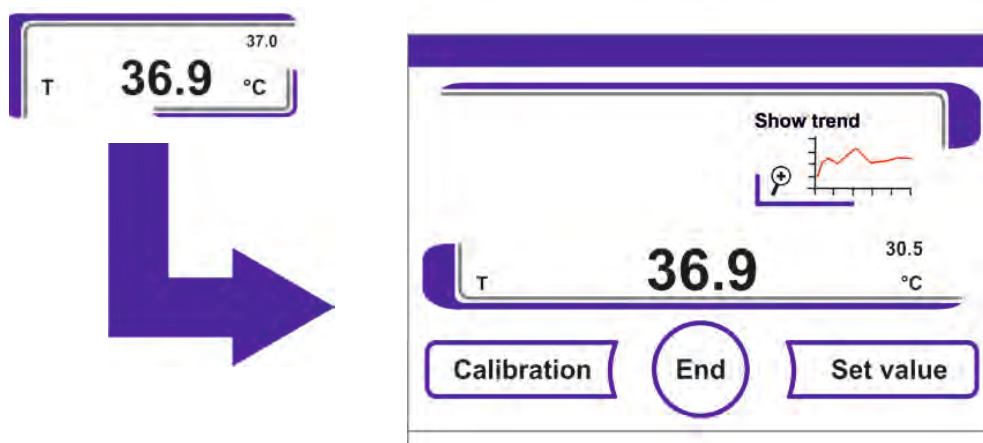 37.0
T 36.9 °C
Show trend
30.5
T 36.9 °C
Calibration End Set value